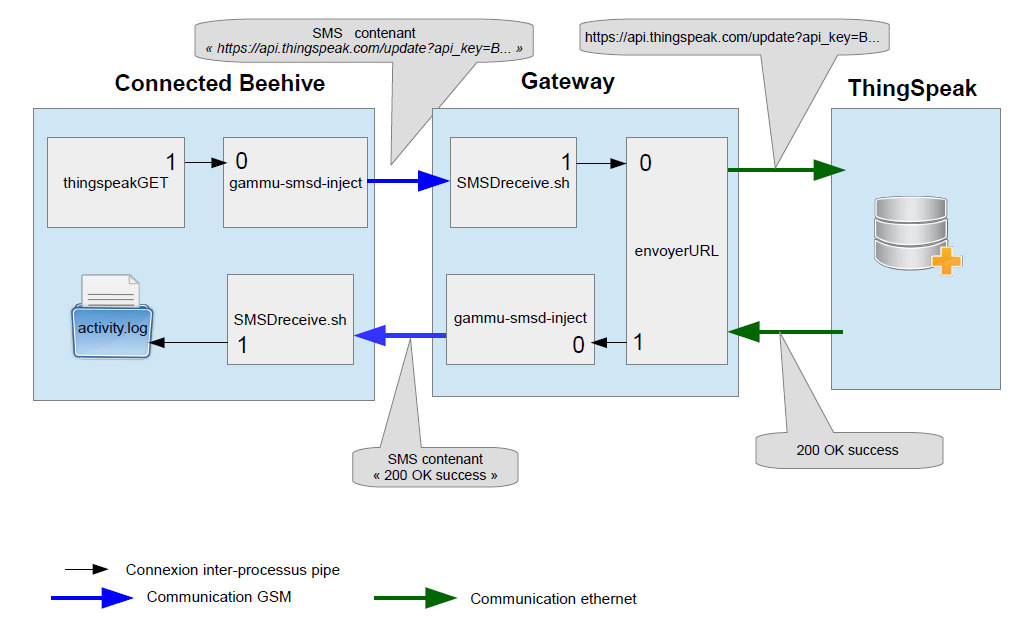 SMS contenant
« https://api.thingspeak.com/update?api_key=B... »
https://api.thingspeak.com/update?api_key=B...
Connected Beehive
Gateway
ThingSpeak
1
0
thingspeakGET
gammu-smsd-inject
1
0
SMSDreceive.sh
envoyerURL
activity.log
SMSDreceive.sh
1
gammu-smsd-inject
0
1
SMS contenant
« 200 OK success »
200 OK success
Connexion inter-processus pipe
Communication GSM
Communication ethernet